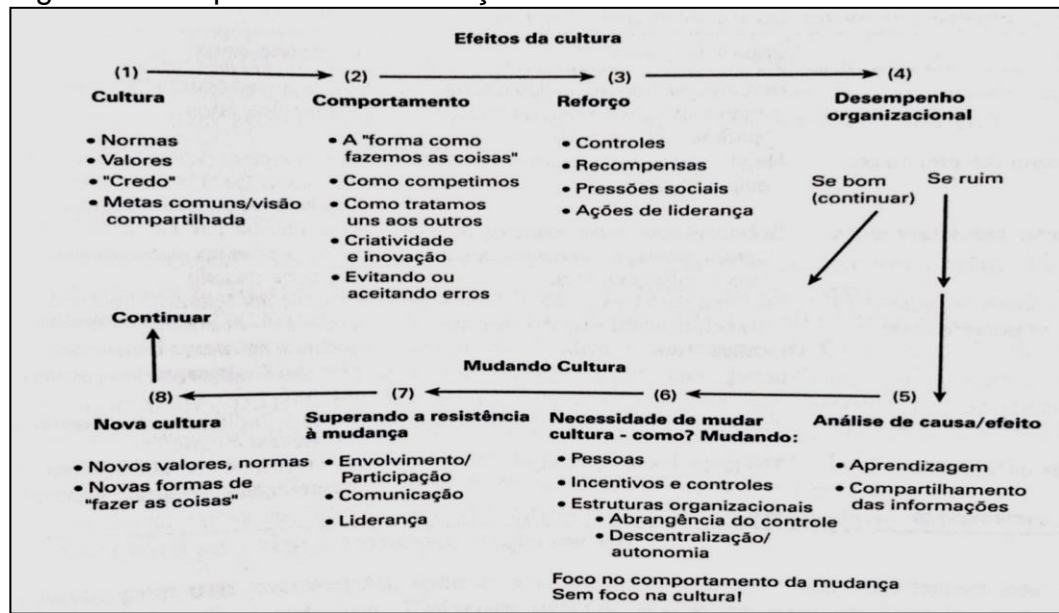 Efeitos da cultura
(1)
Cultura
• Normas
• Valores
• "Credo"
• Metas comuns/visão
compartilhada
(2)
Comportamento
• A "forma como
fazemos as coisas"
• Como competimos
• Como tratamos
uns aos outros
• Criatividade
e inovação
• Evitando ou
aceitando erros
(3)
Reforço
• Controles
• Recompensas
• Pressões sociais
• Ações de liderança
(4)
Desempenho
organizacional
Se bom
(continuar)
Se ruim
Continuar
Mudando Cultura
(8)
Nova cultura
• Novos valores, normas
• Novas formas de
"fazer as coisas"
(7)
Superando a resistência
à mudança
• Envolvimento/
Participação
• Comunicação
• Liderança
(6)
Necessidade de mudar
cultura - como? Mudando:
• Pessoas
• Incentivos e controles
• Estruturas organizacionais
• Abrangência do controle
• Descentralização/
autonomia
Foco no comportamento da mudança
Sem foco na cultura!
(5)
Análise de causa/efeito
• Aprendizagem
• Compartilhamento
das informações